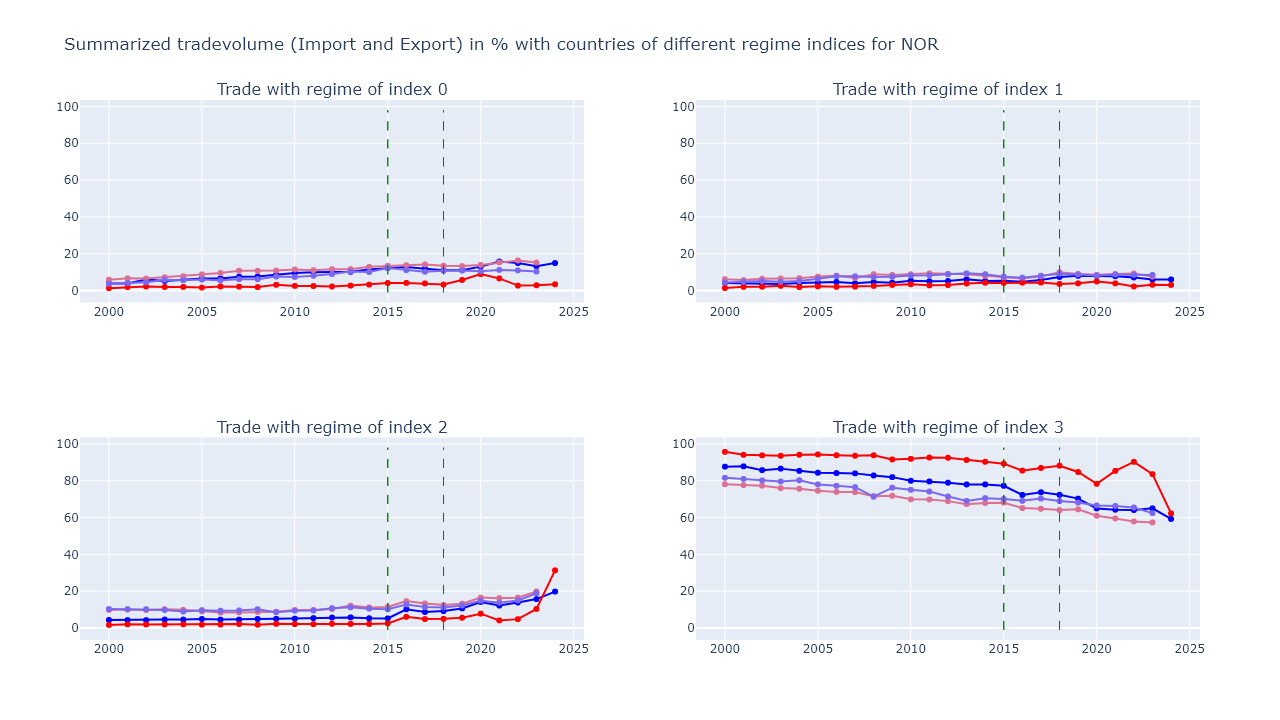 Summarized tradevolume (Import and Export) in % with countries of different regime indices for NOR
Trade with regime of index 0
100
80
60
40
20
0
2000 2005 2010 2015 2020 2025
Trade with regime of index 1
100
80
60
40
20
0
2000 2005 2010 2015 2020 2025
Trade with regime of index 2
100
80
60
40
20
0
2000 2005 2010 2015 2020 2025
Trade with regime of index 3
100
80
60
40
20
0
2000 2005 2010 2015 2020 2025